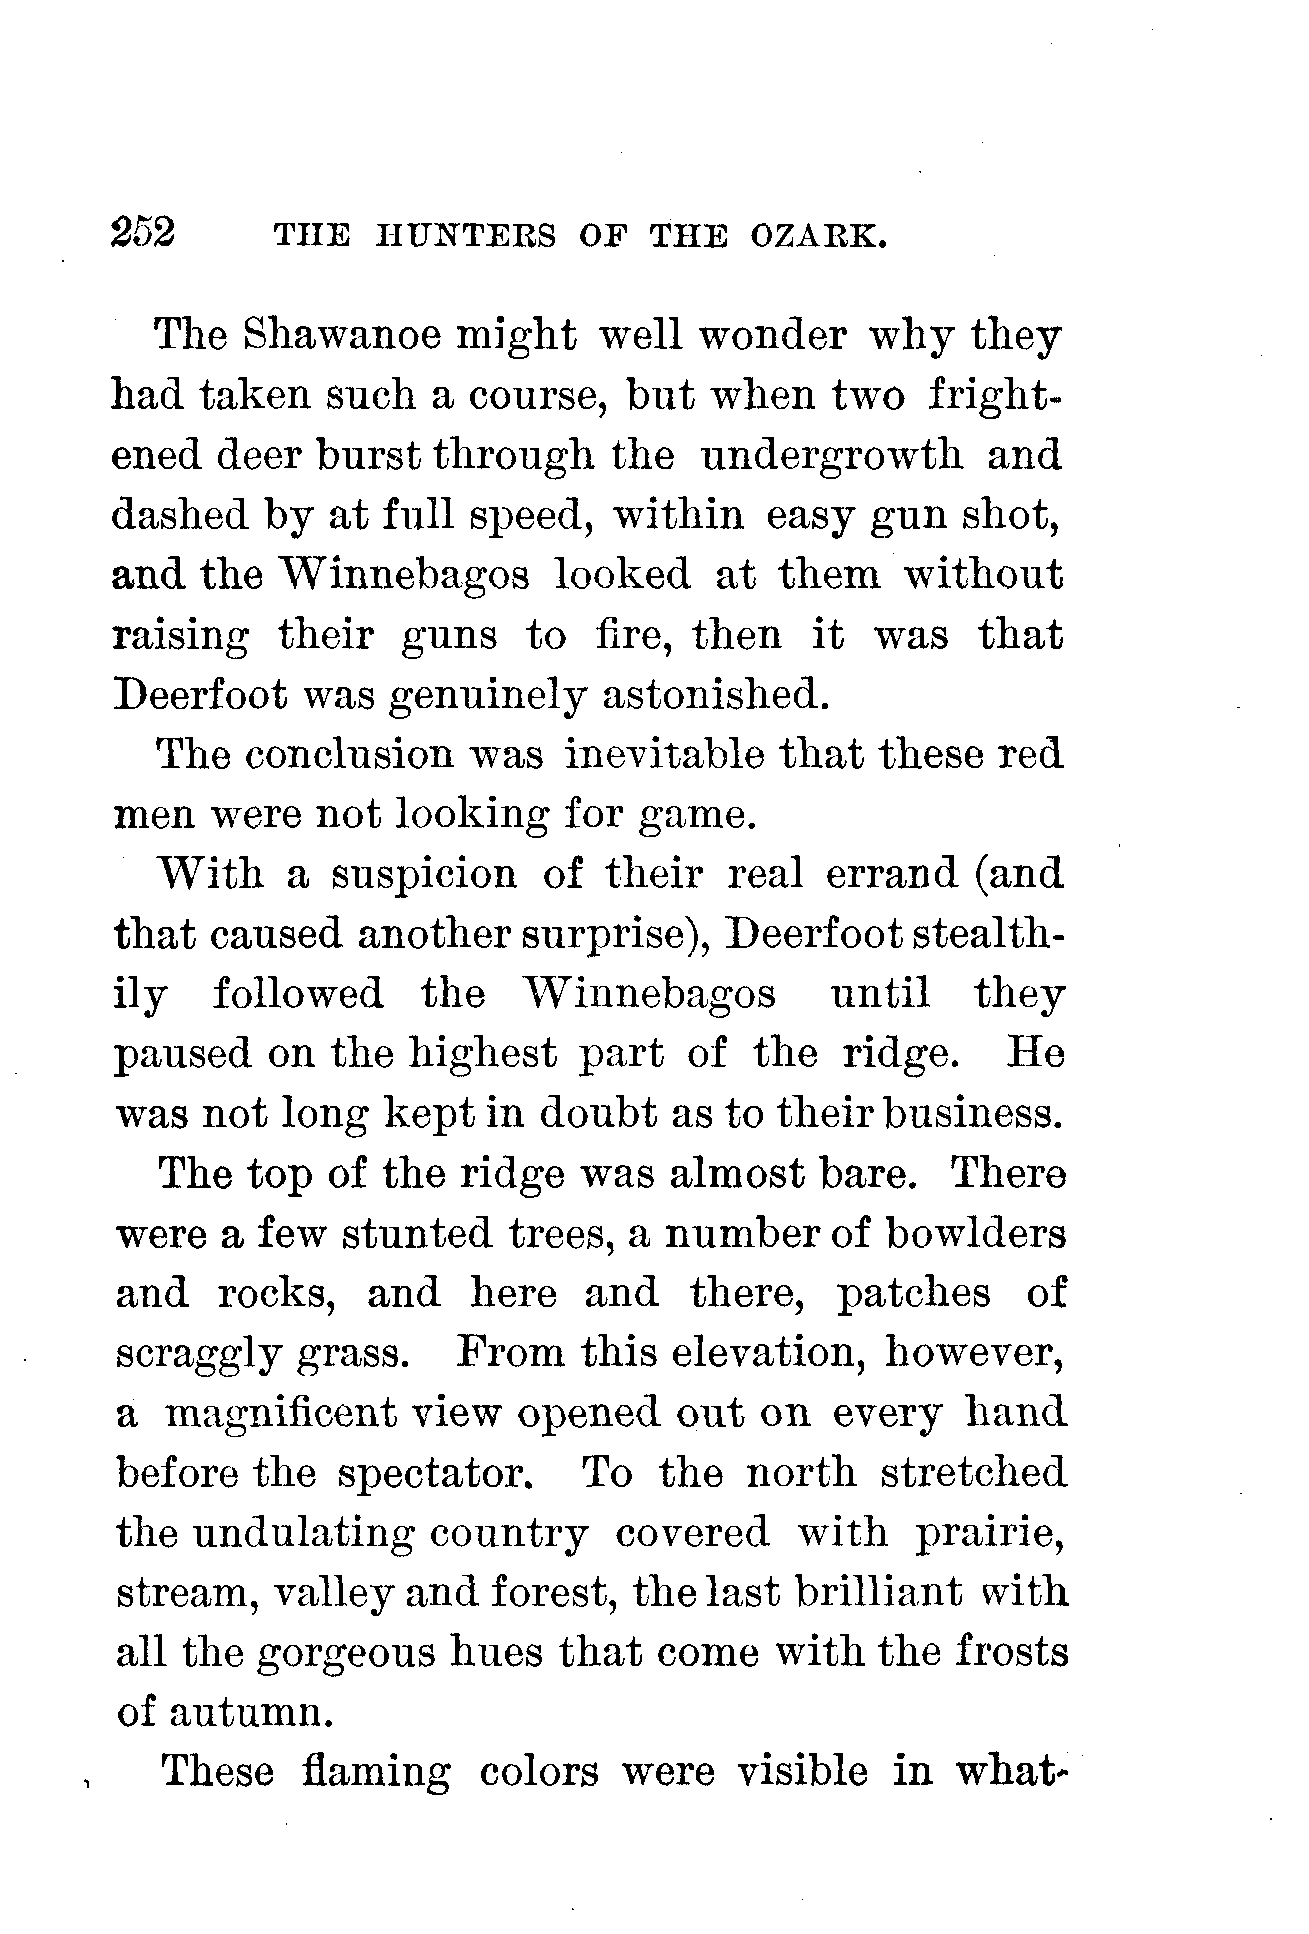 252 THE HUNTERS OF THE OZARK.
The Shawanoe might well wonder why they
had taken such a course, but when two fright-
ened deer burst through the undergrowth and
dashed by at full speed, within easy gun shot,
and the Winnebagos looked at them without
raising their guns to fire, then it was that
Deerfoot was genuinely astonished.
The conclusion was inevitable that these red
men were not looking for game.
With a suspicion of their real errand (and
that caused another surprise), Deerfoot stealth-
ily followed the Winnebagos until they
paused on the highest part of the ridge. He
was not long kept in doubt as to their business.
The top of the ridge was almost bare. There
were a few stunted trees, a number of bowlders
and rocks, and here and there, patches of
scraggly grass. From this elevation, however,
a magnificent view opened out on every hand
before the spectator. To the north stretched
the undulating country covered with prairie,
stream, valley and forest, the last brilliant with
all the gorgeous hues that come with the frosts
of autumn.
These flaming colors were visible in what-